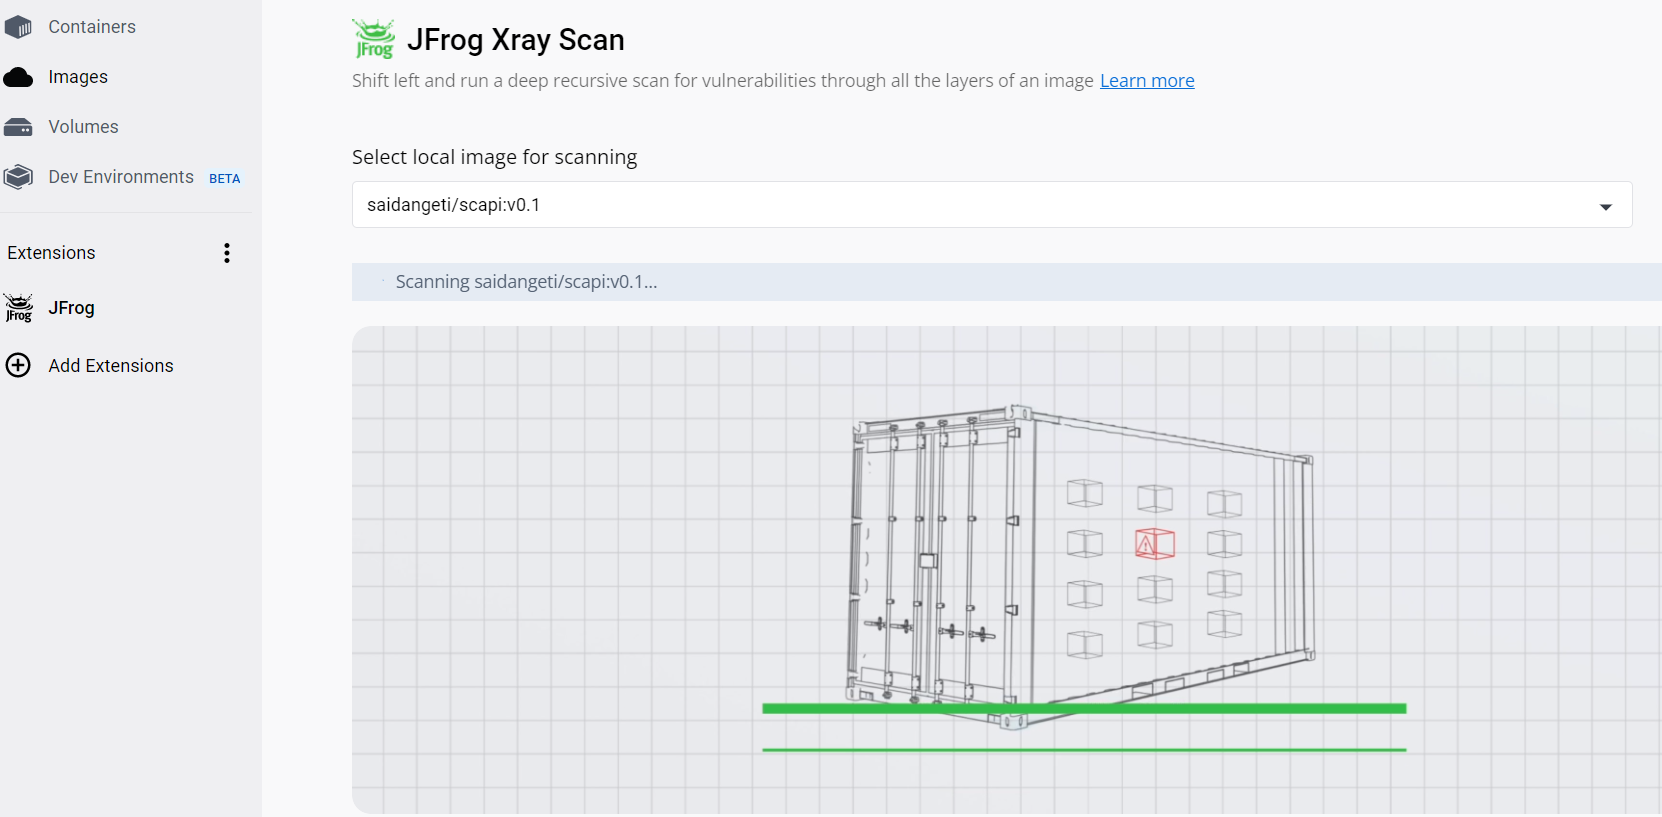 Containers
Images
Volumes
Dev Environments BETA
Extensions
JFrog
Add Extensions
JFrog JFrog Xray Scan
Shift left and run a deep recursive scan for vulnerabilities through all the layers of an image Learn more
Select local image for scanning
saidangeti/scapi:v0.1
Scanning saidangeti/scapi:v0.1...